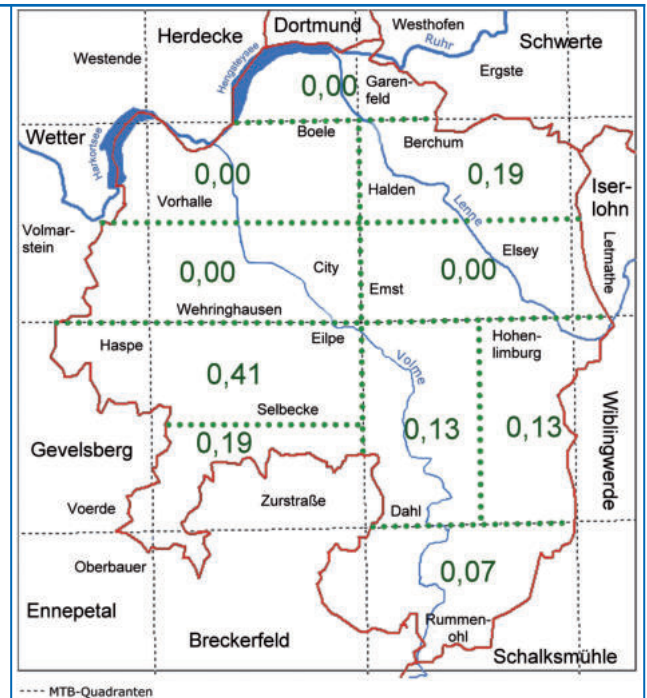 Dortmund
Westhofen
Herdecke
Ruhr
Schwerte
Westende
Hengsteysee
Ergste
0,00
Garen-
feld
Wetter
Boele
Berchum
Harkortsee
0,00
0,19
Iser-
lohn
Vorhalle
Halden
Lenne
Volmar-
stein
Letmathe
0,00
City
Elsey
0,00
Emst
Wehringhausen
Haspe
Eilpe
Hohen-
limburg
Volme
0,41
Selbecke
Wiblingwerde
Gevelsberg
0,19
0,13
0,13
Voerde
Zurstraße
Dahl
Oberbauer
0,07
Ennepetal
Rummen-
ohl
Breckerfeld
Schalksmühle
---- MTB-Quadranten